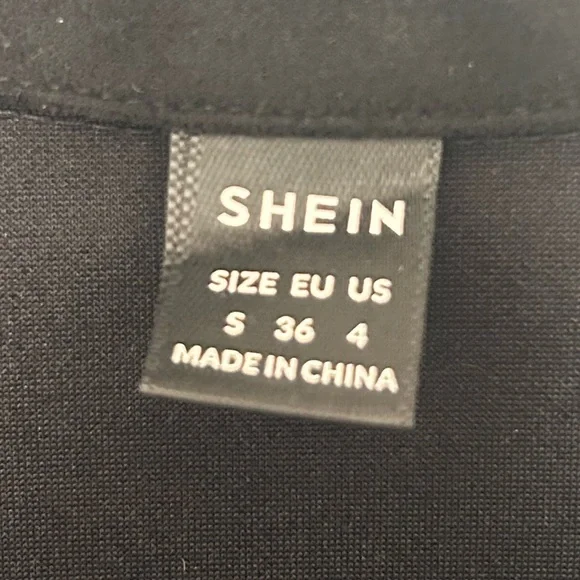 SHEIN
SIZE EU US
S 36 4
MADE IN CHINA